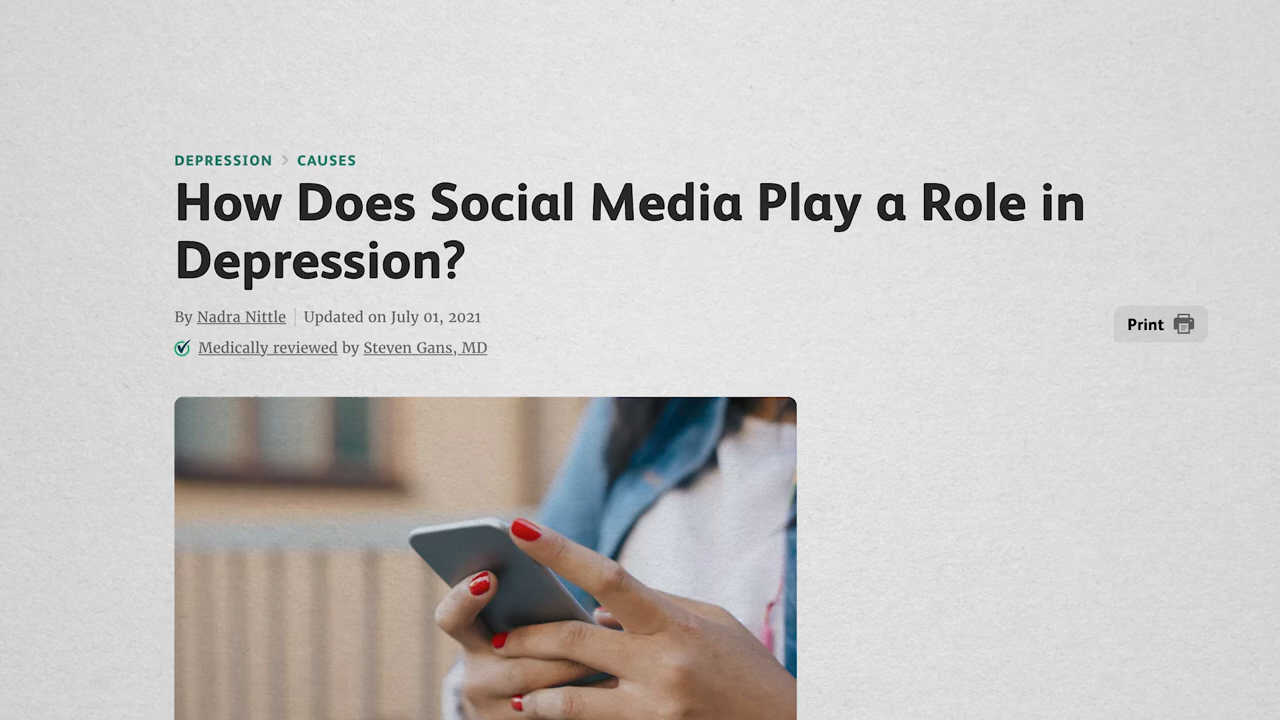 DEPRESSION > CAUSES
How Does Social Media Play a Role in
Depression?
By Nadra Nittle | Updated on July 01, 2021
Print
Medically reviewed by Steven Gans, MD